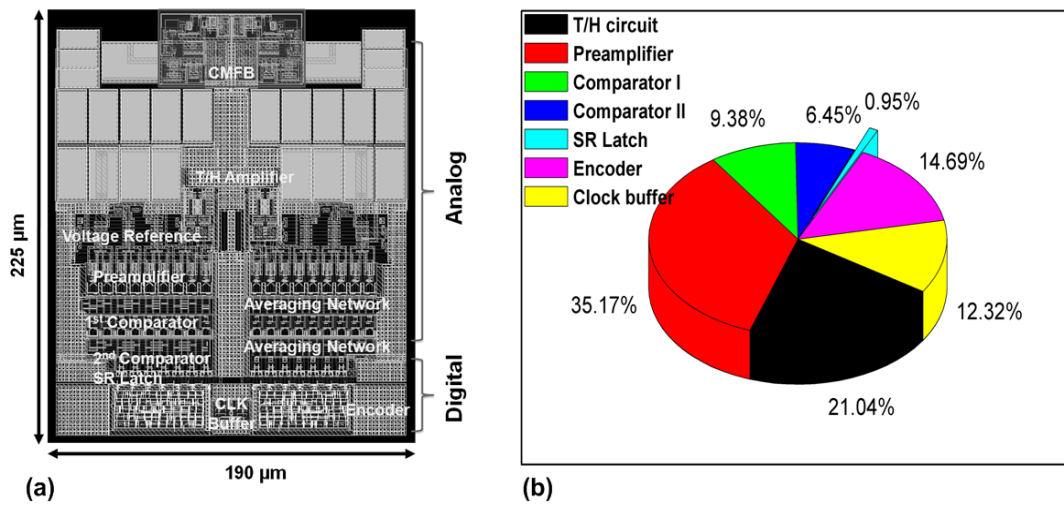 CMFB
T/H Amplifier
Voltage Reference
Preamplifier
Averaging Network
1st Comparator
Averaging Network
2nd Comparator
SR Latch
CLK
Buffer
Encoder
Analog
Digital
225 μm
190 μm
(a)
T/H circuit
Preamplifier
Comparator I
Comparator II
SR Latch
Encoder
Clock buffer
9.38%
6.45%
0.95%
14.69%
12.32%
21.04%
35.17%
(b)